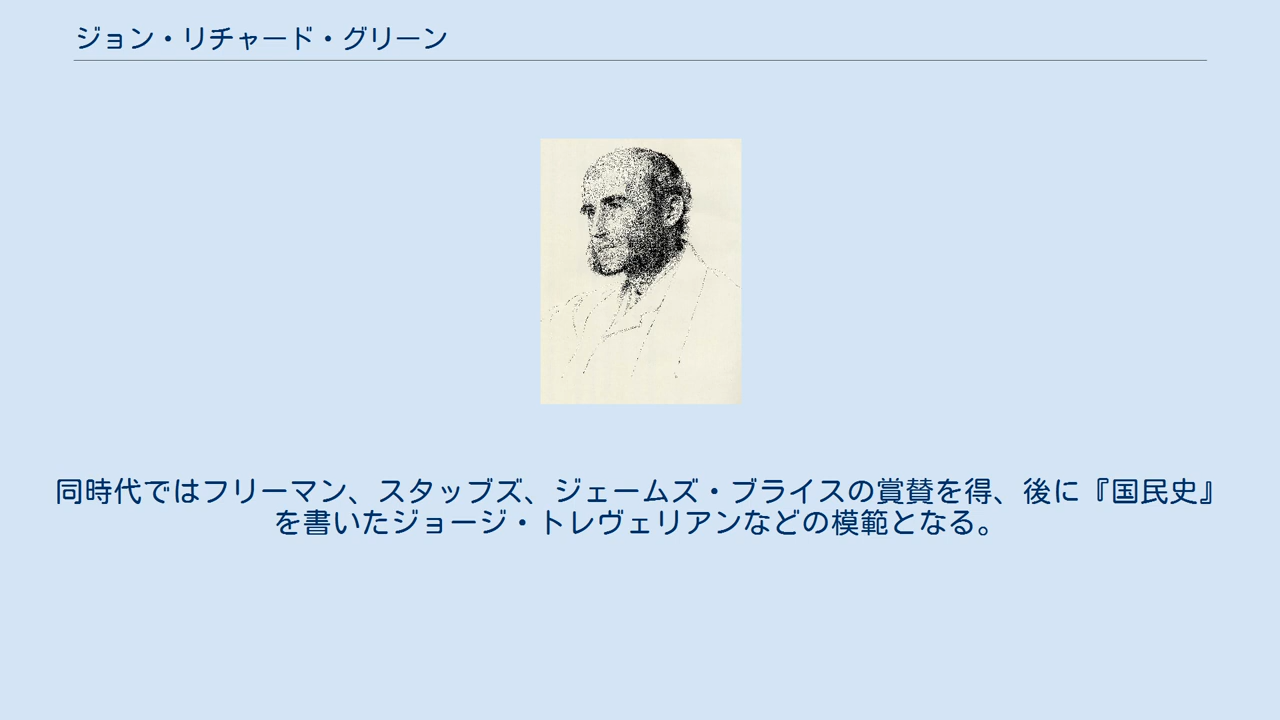 ジョン・リチャード・グリーン
同時代ではフリーマン、スタッブズ、ジェームズ・ブライスの賞賛を得、後に『国民史』
を書いたジョージ・トレヴェリアンなどの模範となる。